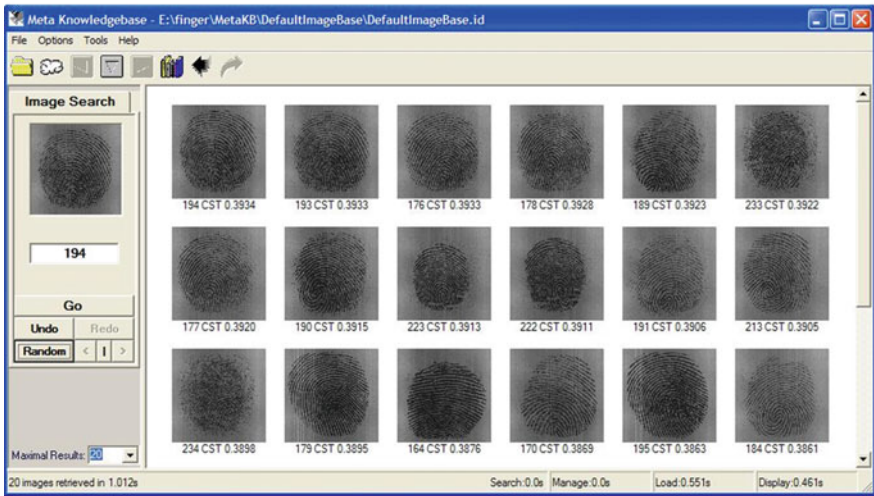 Meta Knowledgebase - E:\finger\MetaKB\DefaultImageBase\DefaultImageBase.id
File Options Tools Help
Image Search
194
Go
Undo Redo
Random < I >
Maximal Results: 20
194 CST 0.3934 193 CST 0.3933 176 CST 0.3933 178 CST 0.3928 189 CST 0.3923 233 CST 0.3922
177 CST 0.3920 190 CST 0.3915 223 CST 0.3913 222 CST 0.3911 191 CST 0.3906 213 CST 0.3905
234 CST 0.3898 179 CST 0.3895 164 CST 0.3876 170 CST 0.3869 195 CST 0.3863 184 CST 0.3861
20 images retrieved in 1.012s Search:0.0s Manage:0.0s Load:0.551s Display:0.461s